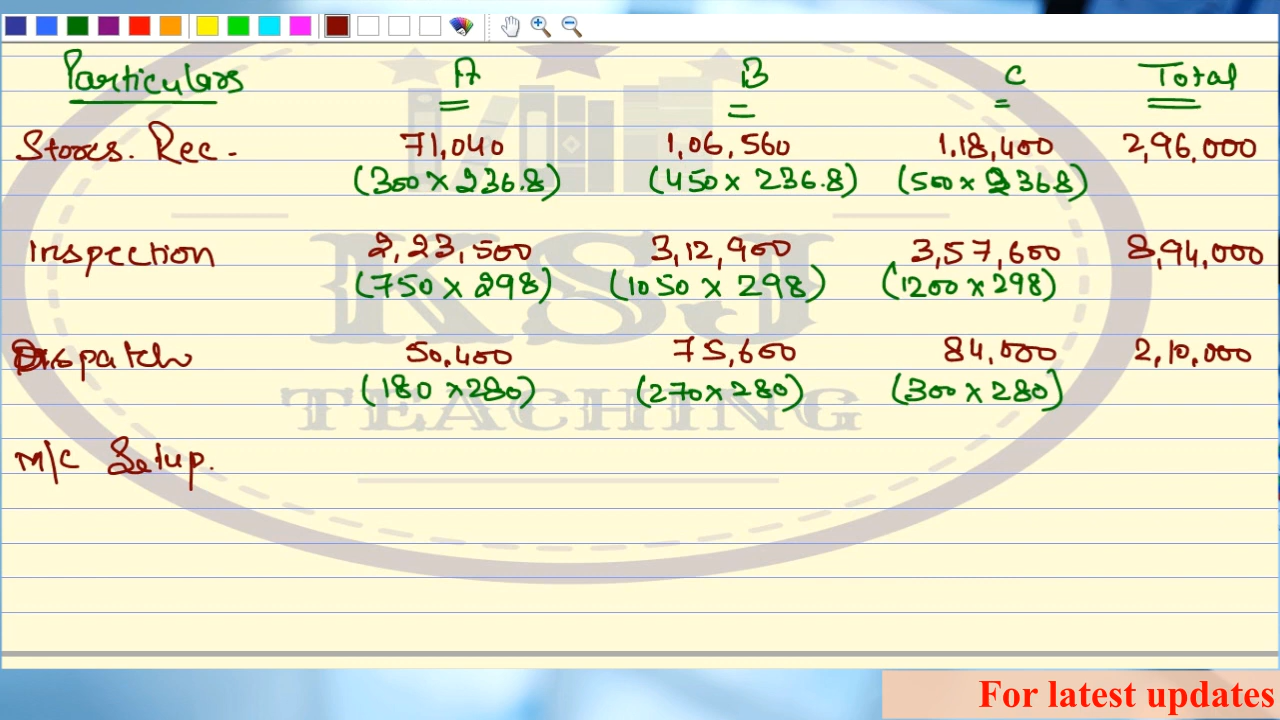 Particulars A B C Total
Stores. Rec. 71,040 1,06,560 1,18,400 2,96,000
(300 x 236.8) (450 x 236.8) (500 x 236.8)
Inspection 2,23,500 3,12,900 3,57,600 8,94,000
(750 x 298) (1050 x 298) (1200 x 298)
Dispatch 50,400 75,600 84,000 2,10,000
(180 x 280) (270 x 280) (300 x 280)
M/C Setup.
KSJ
TEACHING
For latest updates